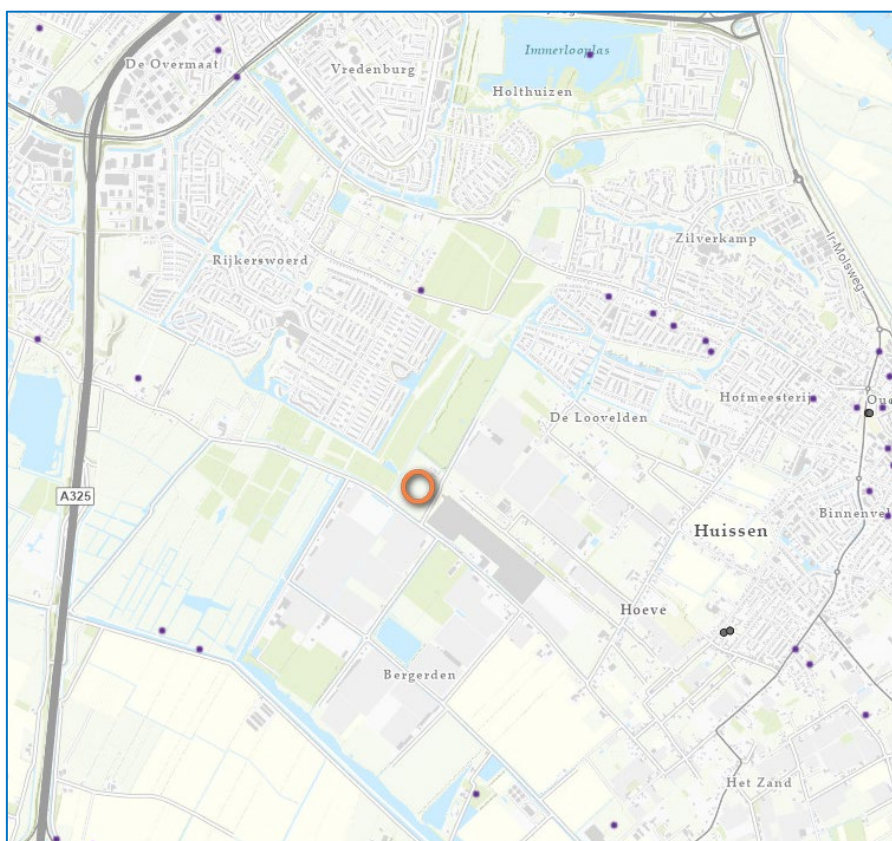 Immerlooplas
De Overmaat
Vredenburg
Holthuizen
Zilverkamp
Ir-Molsweg
Rijkerswoerd
Hofmeesterij
De Loovelden
A325
Huissen
Hoeve
Bergerden
Het Zand